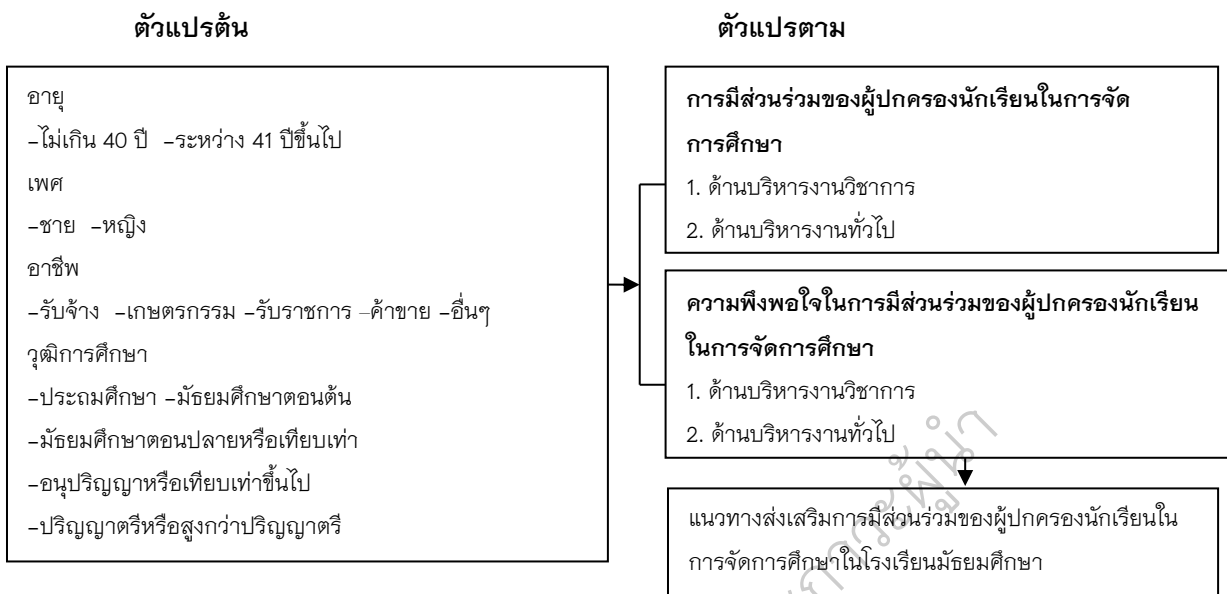 ตัวแปรต้น
อายุ
-ไม่เกิน 40 ปี -ระหว่าง 41 ปีขึ้นไป
เพศ
-ชาย -หญิง
อาชีพ
-รับจ้าง -เกษตรกรรม -รับราชการ -ค้าขาย -อื่นๆ
วุฒิการศึกษา
-ประถมศึกษา -มัธยมศึกษาตอนต้น
-มัธยมศึกษาตอนปลายหรือเทียบเท่า
-อนุปริญญาหรือเทียบเท่าขึ้นไป
-ปริญญาตรีหรือสูงกว่าปริญญาตรี
ตัวแปรตาม
การมีส่วนร่วมของผู้ปกครองนักเรียนในการจัด
การศึกษา
1. ด้านบริหารงานวิชาการ
2. ด้านบริหารงานทั่วไป
ความพึงพอใจในการมีส่วนร่วมของผู้ปกครองนักเรียน
ในการจัดการศึกษา
1. ด้านบริหารงานวิชาการ
2. ด้านบริหารงานทั่วไป
แนวทางส่งเสริมการมีส่วนร่วมของผู้ปกครองนักเรียนใน
การจัดการศึกษาในโรงเรียนมัธยมศึกษา